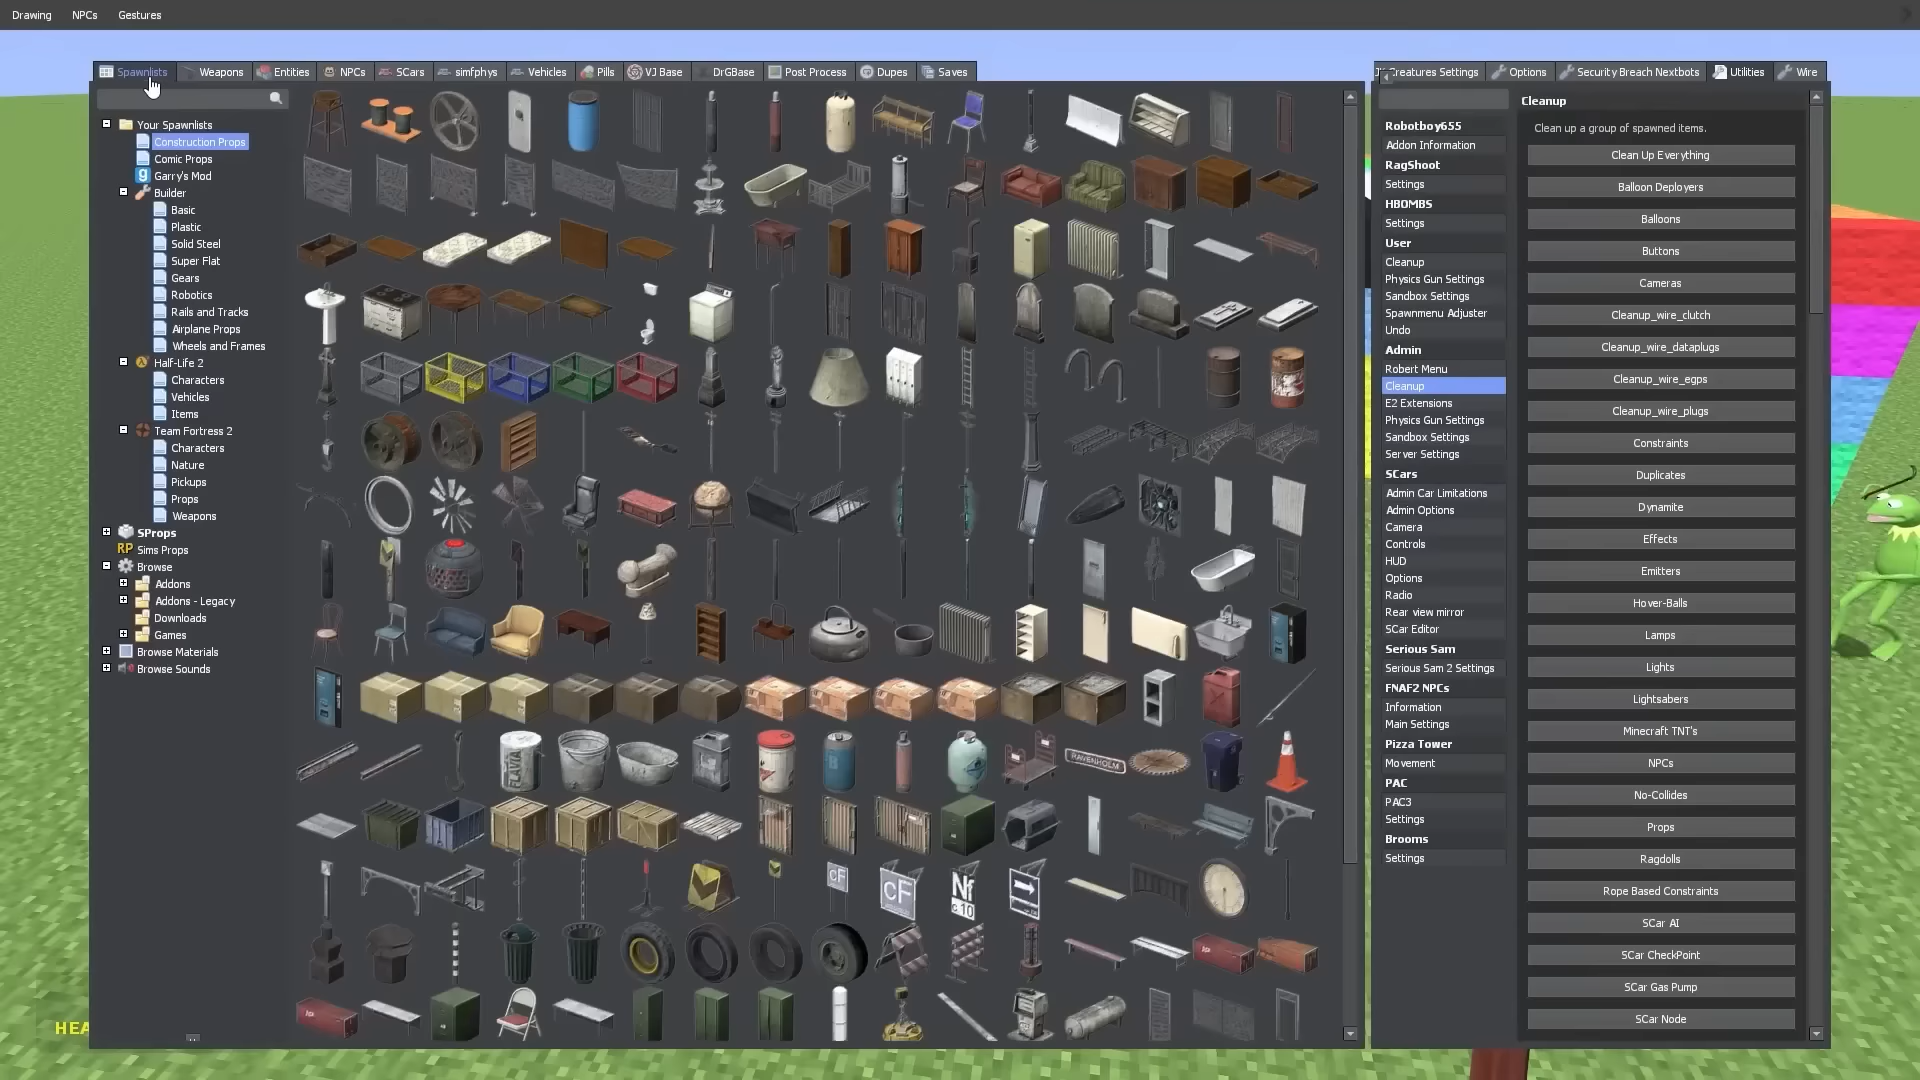 Drawing NPCs Gestures
Spawnlists Weapons Entities NPCs SCars simfphys Vehicles Pills VJ Base DrGBase Post Process Dupes Saves
Your Spawnlists
Construction Props
Comic Props
Garry's Mod
Builder
Basic
Plastic
Solid Steel
Super Flat
Gears
Robotics
Rails and Tracks
Airplane Props
Wheels and Frames
Half-Life 2
Characters
Vehicles
Items
Team Fortress 2
Characters
Nature
Pickups
Props
Weapons
SProps
RP Sims Props
Browse
Addons
Addons - Legacy
Downloads
Games
Browse Materials
Browse Sounds
HEA
RAVENHOLM
cF
cF
Nf
c 10
Creatures Settings Options Security Breach Nextbots Utilities Wire
Robotboy655
Addon Information
RagShoot
Settings
HBOMBS
Settings
User
Cleanup
Physics Gun Settings
Sandbox Settings
Spawnmenu Adjuster
Undo
Admin
Robert Menu
Cleanup
E2 Extensions
Physics Gun Settings
Sandbox Settings
Server Settings
SCars
Admin Car Limitations
Admin Options
Camera
Controls
HUD
Options
Radio
Rear view mirror
SCar Editor
Serious Sam
Serious Sam 2 Settings
FNAF2 NPCs
Information
Main Settings
Pizza Tower
Movement
PAC
PAC3
Settings
Brooms
Settings
Cleanup
Clean up a group of spawned items.
Clean Up Everything
Balloon Deployers
Balloons
Buttons
Cameras
Cleanup_wire_clutch
Cleanup_wire_dataplugs
Cleanup_wire_egps
Cleanup_wire_plugs
Constraints
Duplicates
Dynamite
Effects
Emitters
Hover-Balls
Lamps
Lights
Lightsabers
Minecraft TNT's
NPCs
No-Collides
Props
Ragdolls
Rope Based Constraints
SCar AI
SCar CheckPoint
SCar Gas Pump
SCar Node